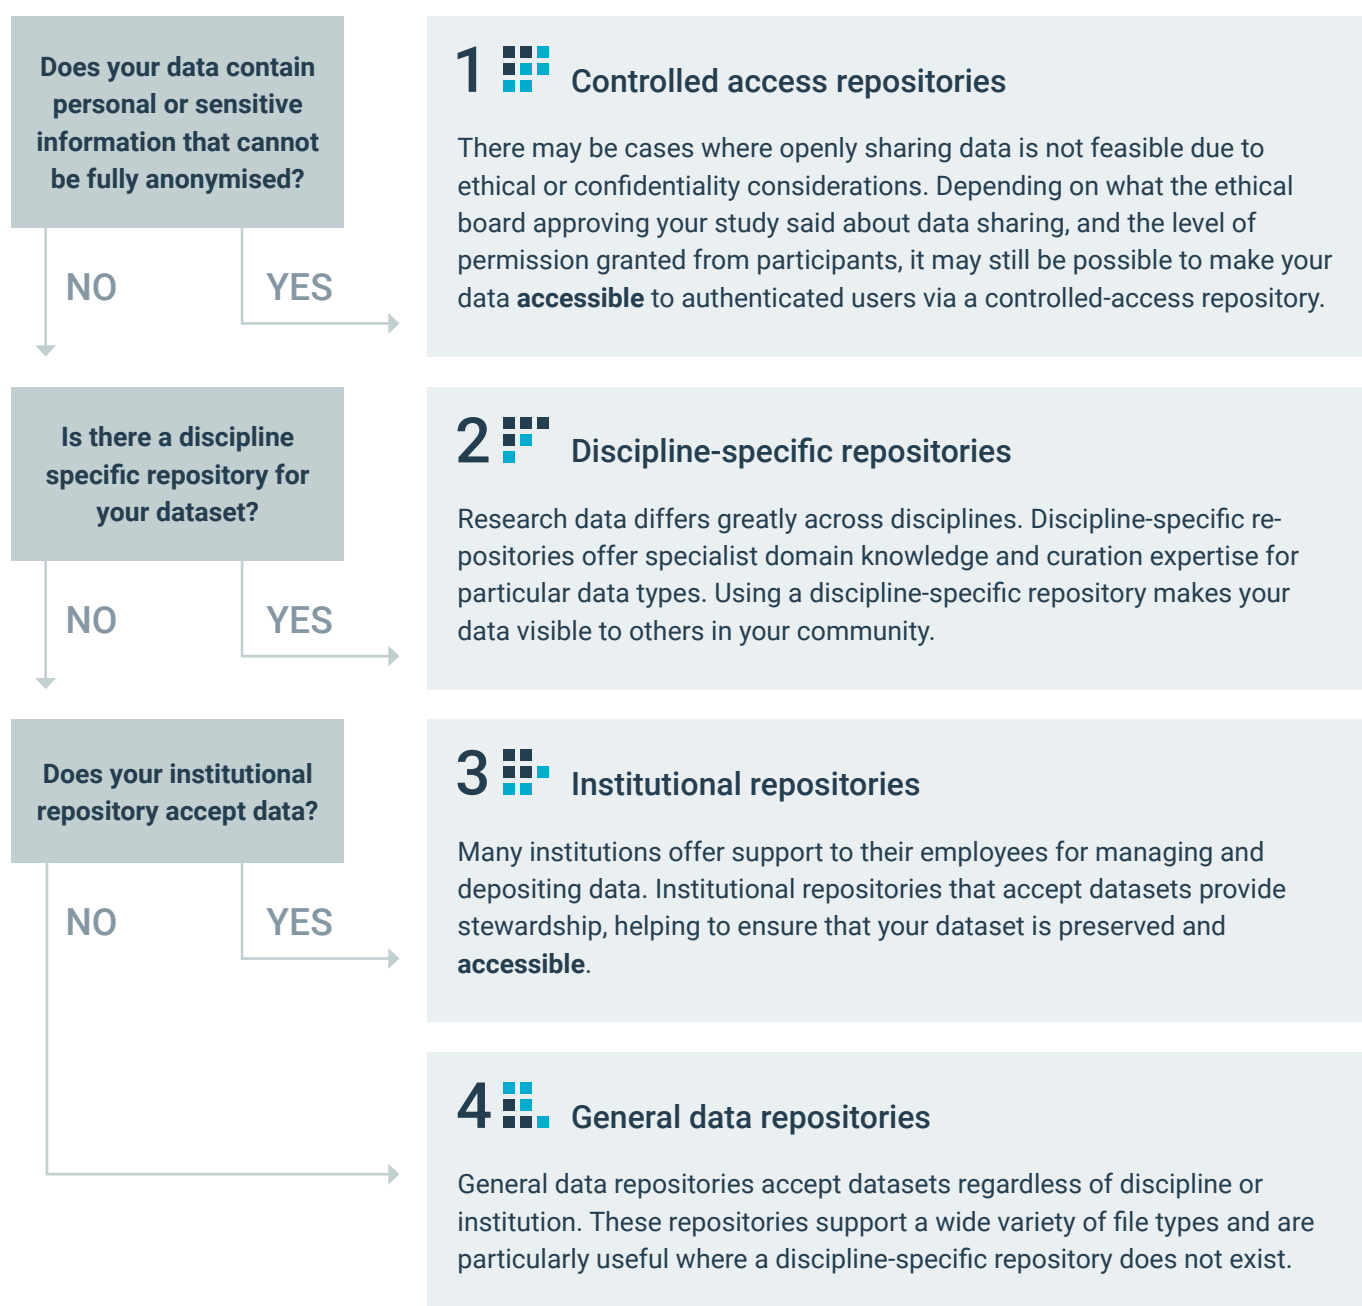 Does your data contain
personal or sensitive
information that cannot
be fully anonymised?
NO
YES
1 Controlled access repositories
There may be cases where openly sharing data is not feasible due to
ethical or confidentiality considerations. Depending on what the ethical
board approving your study said about data sharing, and the level of
permission granted from participants, it may still be possible to make your
data accessible to authenticated users via a controlled-access repository.
Is there a discipline
specific repository for
your dataset?
NO
YES
2 Discipline-specific repositories
Research data differs greatly across disciplines. Discipline-specific re-
positories offer specialist domain knowledge and curation expertise for
particular data types. Using a discipline-specific repository makes your
data visible to others in your community.
Does your institutional
repository accept data?
NO
YES
3 Institutional repositories
Many institutions offer support to their employees for managing and
depositing data. Institutional repositories that accept datasets provide
stewardship, helping to ensure that your dataset is preserved and
accessible.
4 General data repositories
General data repositories accept datasets regardless of discipline or
institution. These repositories support a wide variety of file types and are
particularly useful where a discipline-specific repository does not exist.